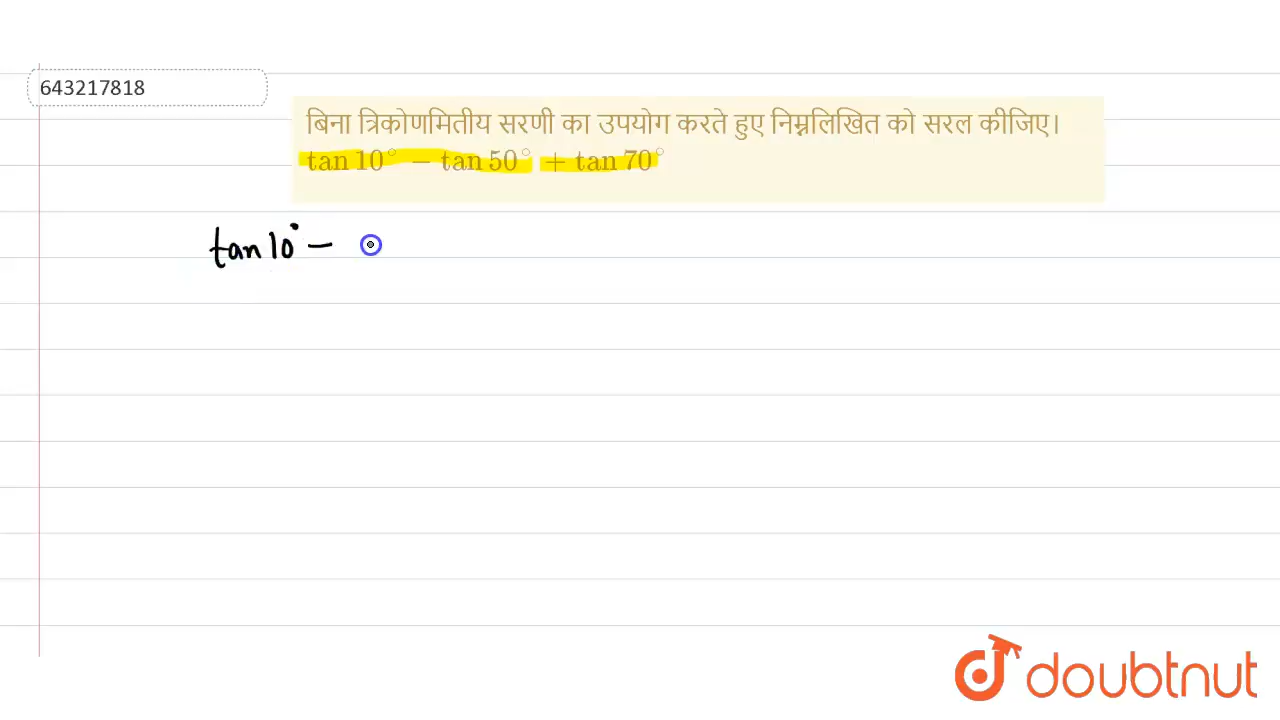 643217818
बिना त्रिकोणमितीय सरणी का उपयोग करते हुए निम्नलिखित को सरल कीजिए।
tan 10° − tan 50° + tan 70°
tan 10° −
doubtnut